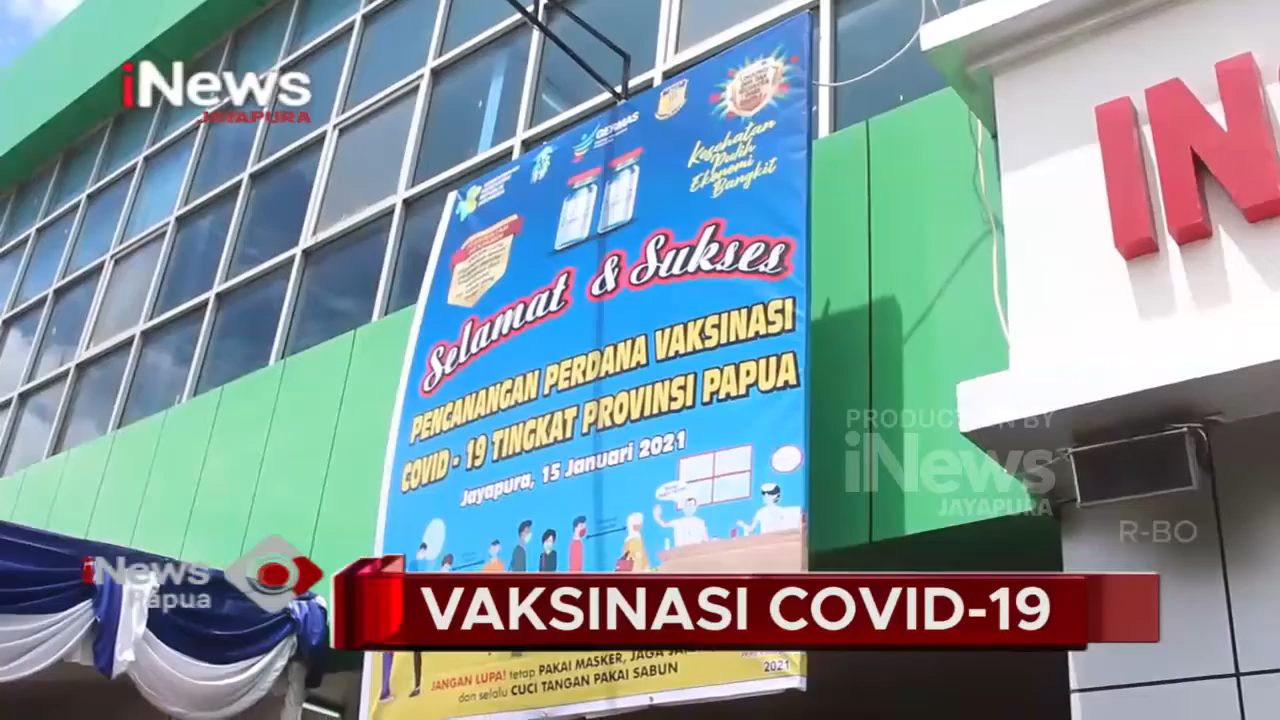 iNews
JAYAPURA
GERMAS
Kesehatan
Pulih
Ekonomi
Bangkit
Selamat & Sukses
PENCANANGAN PERDANA VAKSINASI
COVID - 19 TINGKAT PROVINSI PAPUA
Jayapura, 15 Januari 2021
IN
PRODUCTION BY
iNews
JAYAPURA
R-BO
iNews
Papua
VAKSINASI COVID-19
JANGAN LUPA! tetap PAKAI MASKER, JAGA
dan selalu CUCI TANGAN PAKAI SABUN
2021